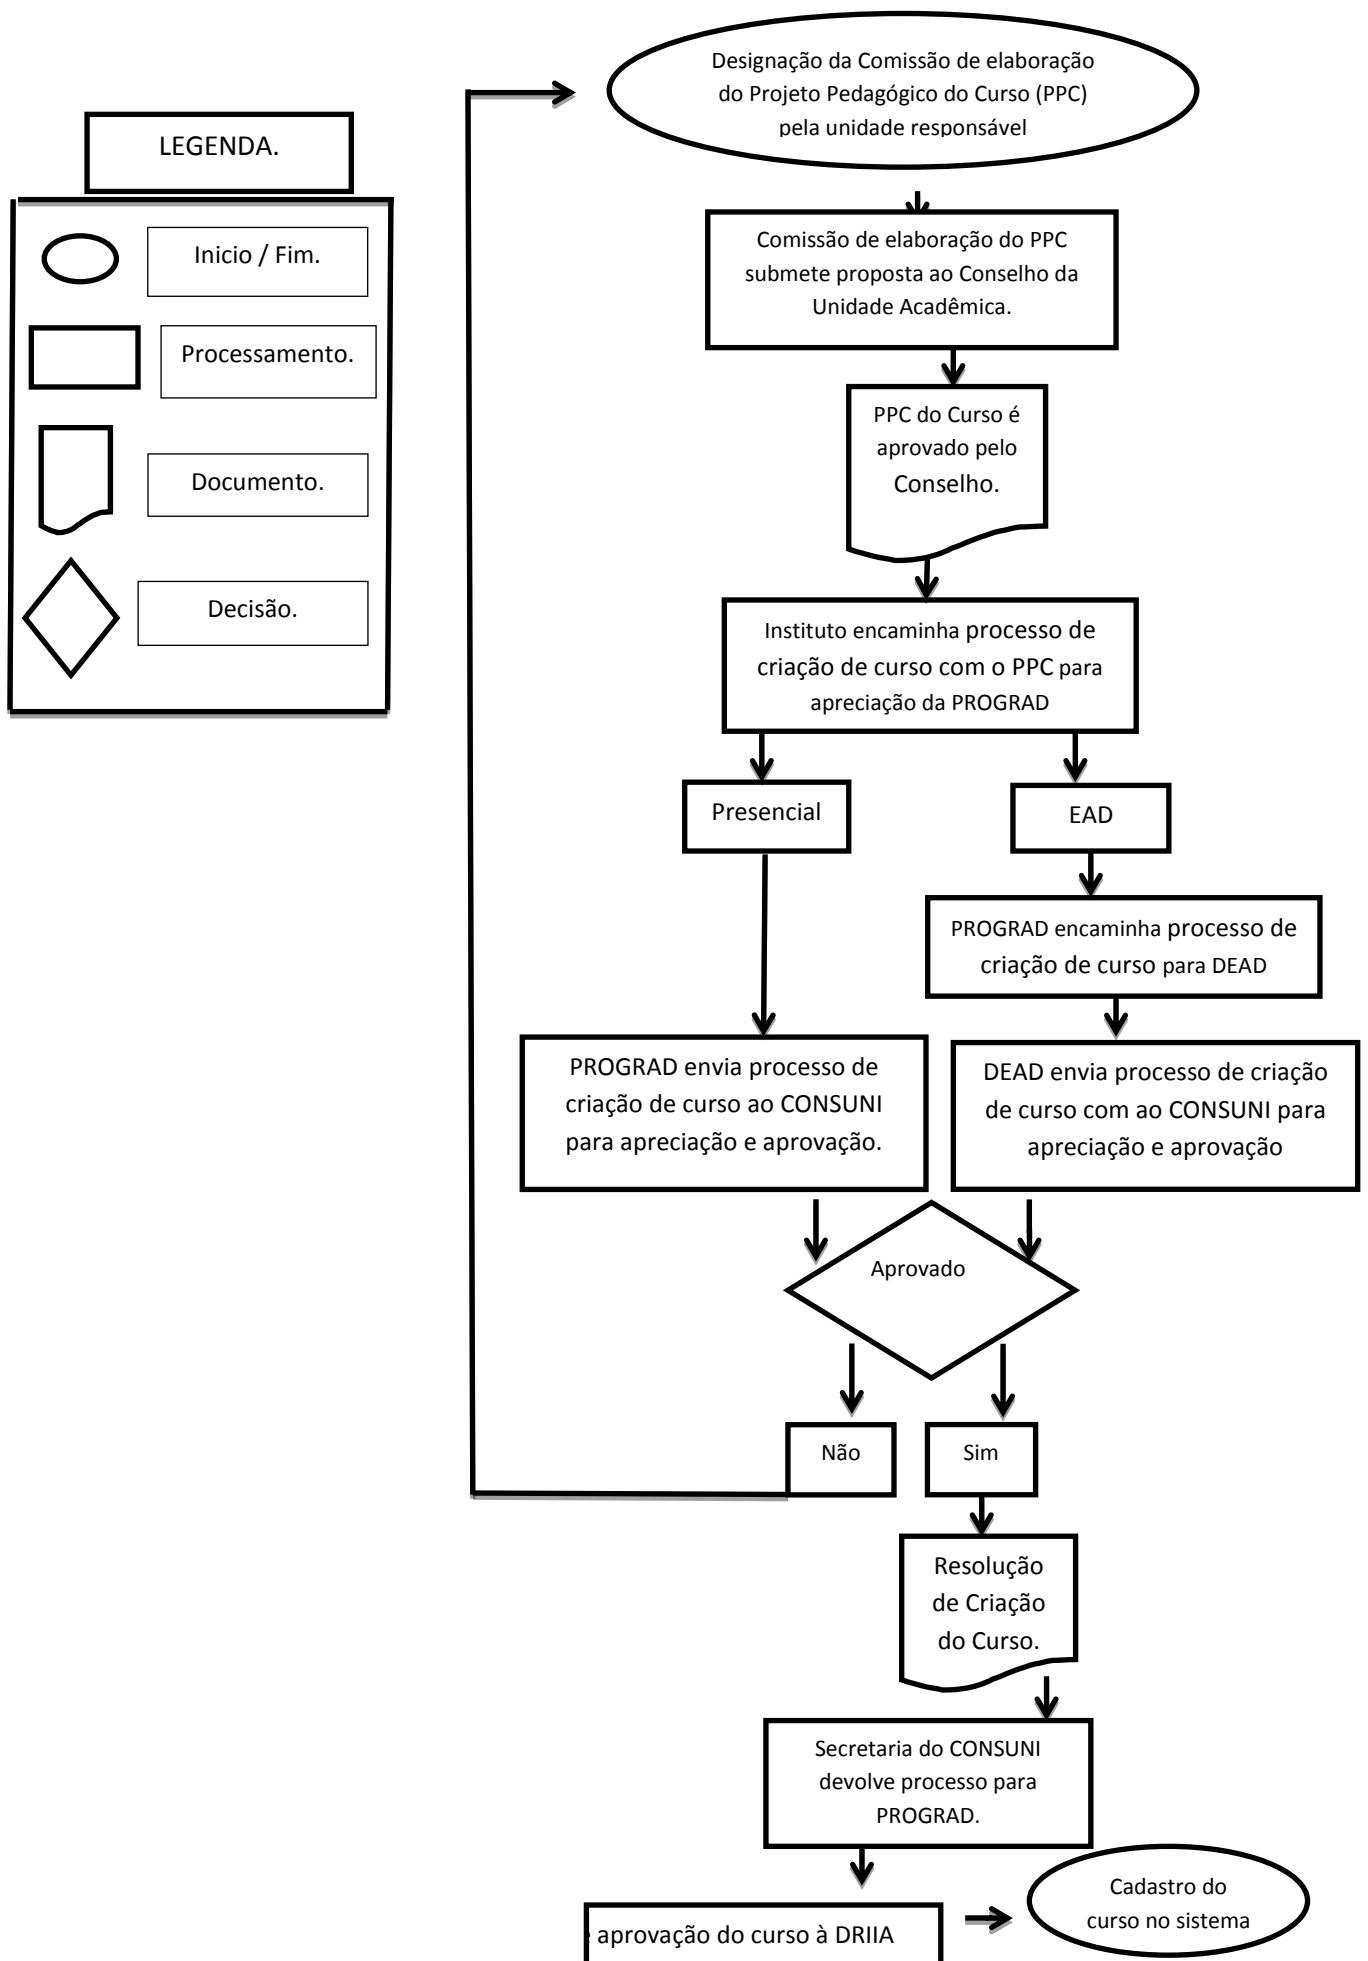 Designação da Comissão de elaboração
do Projeto Pedagógico do Curso (PPC)
pela unidade responsável
LEGENDA.
Inicio / Fim.
Processamento.
Documento.
Decisão.
Comissão de elaboração do PPC
submete proposta ao Conselho da
Unidade Acadêmica.
PPC do Curso é
aprovado pelo
Conselho.
Instituto encaminha processo de
criação de curso com o PPC para
apreciação da PROGRAD
Presencial
EAD
PROGRAD encaminha processo de
criação de curso para DEAD
PROGRAD envia processo de
criação de curso ao CONSUNI
para apreciação e aprovação.
DEAD envia processo de criação
de curso com ao CONSUNI para
apreciação e aprovação
Aprovado
Não
Sim
Resolução
de Criação
do Curso.
Secretaria do CONSUNI
devolve processo para
PROGRAD.
aprovação do curso à DRIIA
Cadastro do
curso no sistema